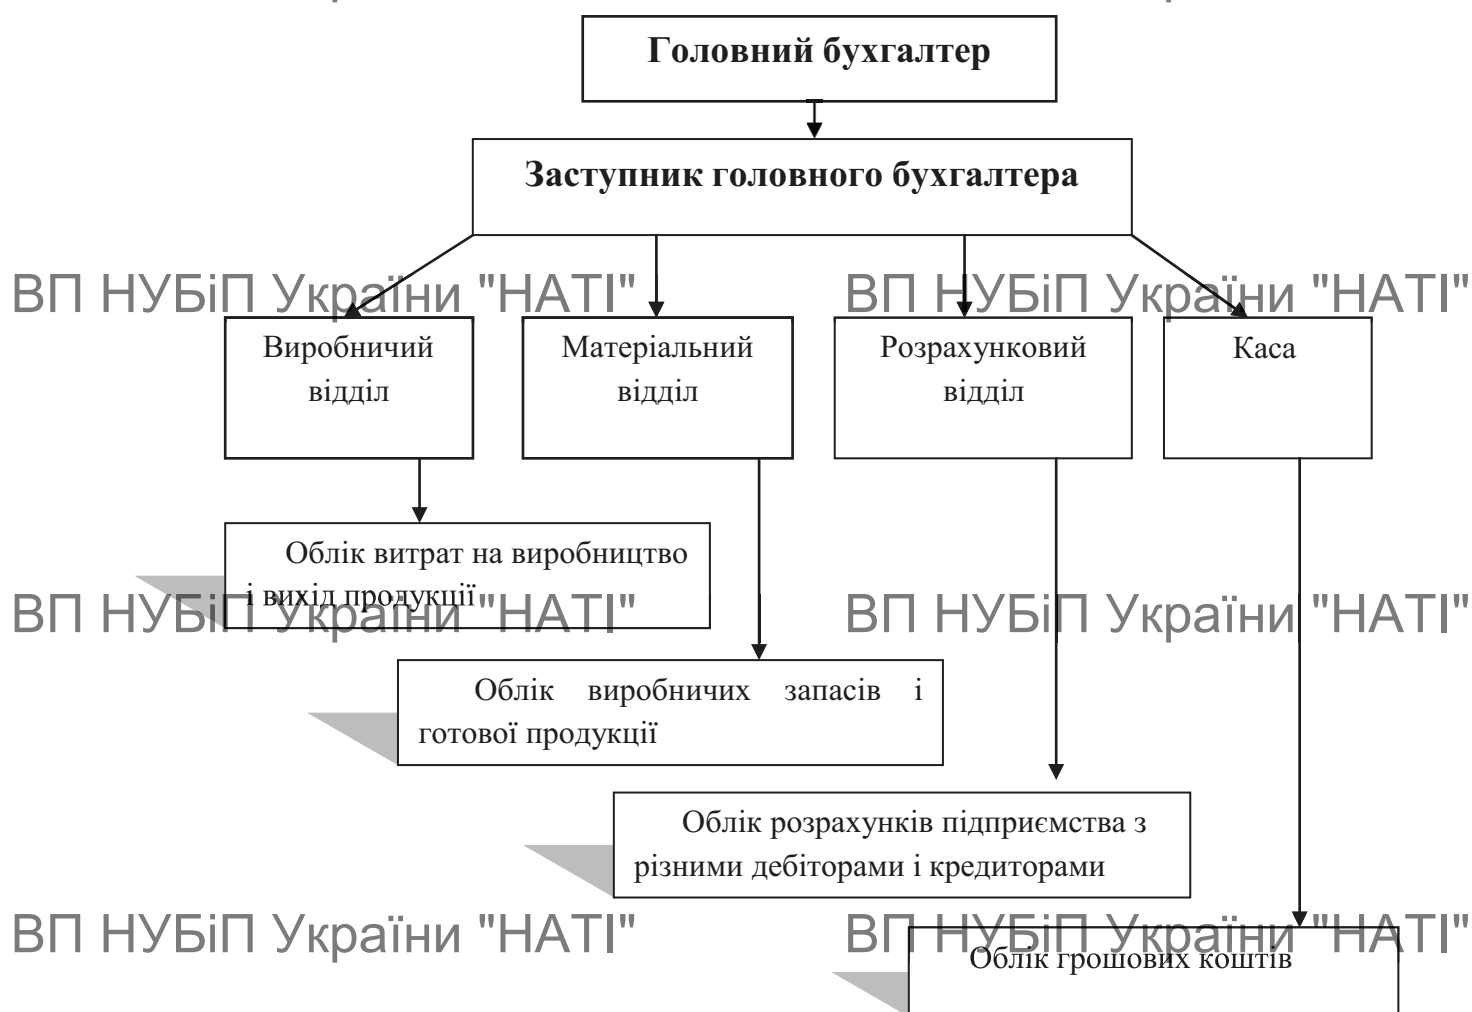 Головний бухгалтер
Заступник головного бухгалтера
ВП НУБіП України "НАТІ" ВП НУБіП України "НАТІ"
Виробничий
відділ
Матеріальний
відділ
Розрахунковий
відділ
Каса
Облік витрат на виробництво
і вихід продукції
ВП НУБіП України "НАТІ" ВП НУБіП України "НАТІ"
Облік виробничих запасів і
готової продукції
Облік розрахунків підприємства з
різними дебіторами і кредиторами
ВП НУБіП України "НАТІ" ВП НУБіП України "НАТІ"
Облік грошових коштів